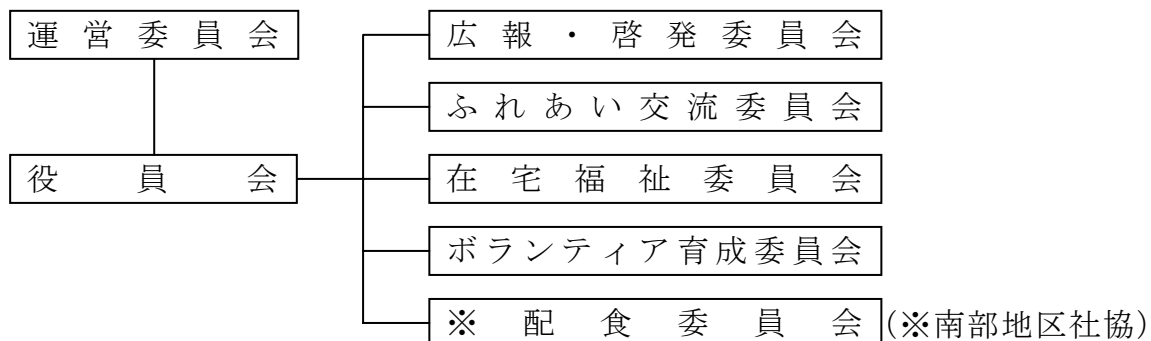 運営委員会
広報・啓発委員会
ふれあい交流委員会
役員会
在宅福祉委員会
ボランティア育成委員会
※配食委員会(※南部地区社協)